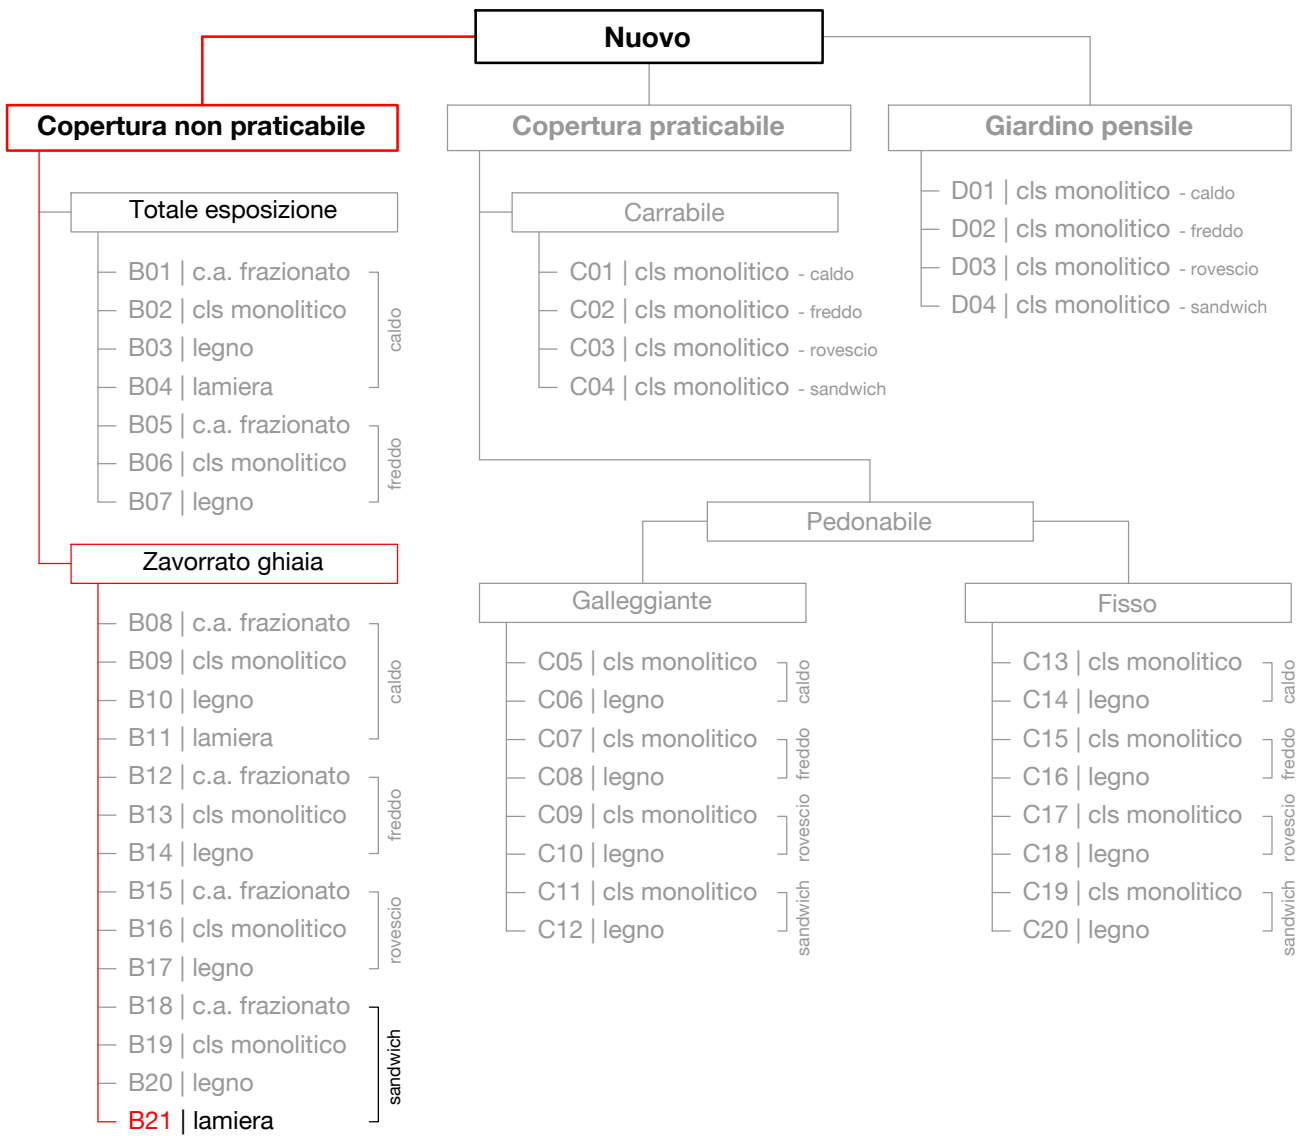 Nuovo
Copertura non praticabile
Totale esposizione
B01 | c.a. frazionato
B02 | cls monolitico
B03 | legno
B04 | lamiera
caldo
B05 | c.a. frazionato
B06 | cls monolitico
B07 | legno
freddo
Zavorrato ghiaia
B08 | c.a. frazionato
B09 | cls monolitico
B10 | legno
B11 | lamiera
caldo
B12 | c.a. frazionato
B13 | cls monolitico
B14 | legno
freddo
B15 | c.a. frazionato
B16 | cls monolitico
B17 | legno
rovescio
B18 | c.a. frazionato
B19 | cls monolitico
B20 | legno
B21 | lamiera
sandwich
Copertura praticabile
Carrabile
C01 | cls monolitico - caldo
C02 | cls monolitico - freddo
C03 | cls monolitico - rovescio
C04 | cls monolitico - sandwich
Pedonabile
Galleggiante
C05 | cls monolitico
C06 | legno
caldo
C07 | cls monolitico
C08 | legno
freddo
C09 | cls monolitico
C10 | legno
rovescio
C11 | cls monolitico
C12 | legno
sandwich
Fisso
C13 | cls monolitico
C14 | legno
caldo
C15 | cls monolitico
C16 | legno
freddo
C17 | cls monolitico
C18 | legno
rovescio
C19 | cls monolitico
C20 | legno
sandwich
Giardino pensile
D01 | cls monolitico - caldo
D02 | cls monolitico - freddo
D03 | cls monolitico - rovescio
D04 | cls monolitico - sandwich